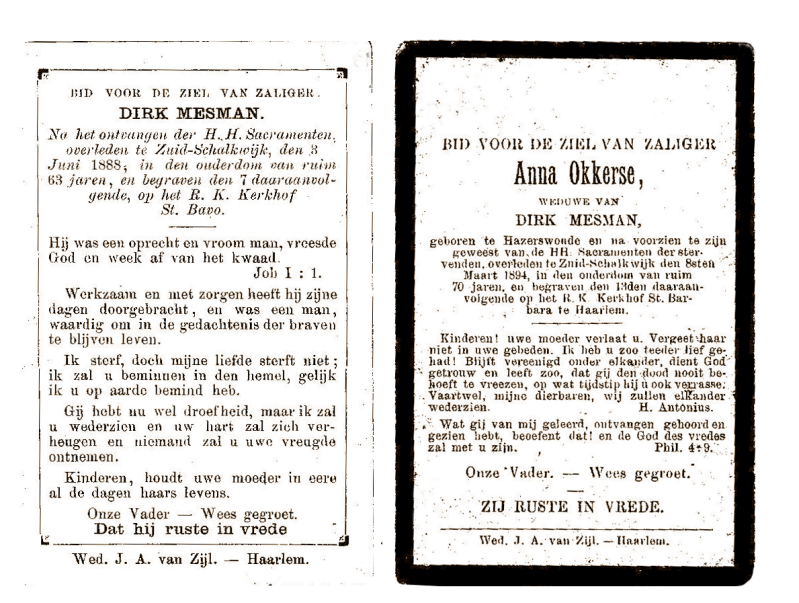 BID VOOR DE ZIEL VAN ZALIGER
DIRK MESMAN.
Na het ontvangen der H. H. Sacramenten,
overleden te Zuid-Schalkwijk, den 3
Juni 1888, in den ouderdom van ruim
63 jaren, en begraven den 7 daaraanvol-
gende, op het R. K. Kerkhof
St. Bavo.
Hij was een oprecht en vroom man, vreesde
God en week af van het kwaad.
Job I : 1.
Werkzaam en met zorgen heeft hij zijne
dagen doorgebracht, en was een man,
waardig om in de gedachtenis der braven
te blijven leven.
Ik sterf, doch mijne liefde sterft niet;
ik zal u beminnen in den hemel, gelijk
ik u op aarde bemind heb.
Gij hebt nu wel droefheid, maar ik zal
u wederzien en uw hart zal zich ver-
heugen en niemand zal u uwe vreugde
ontnemen.
Kinderen, houdt uwe moeder in eere
al de dagen haars levens.
Onze Vader — Wees gegroet.
Dat hij ruste in vrede
Wed. J. A. van Zijl. — Haarlem.
BID VOOR DE ZIEL VAN ZALIGER
Anna Okkerse,
WEDUWE VAN
DIRK MESMAN,
geboren te Hazerswoude en na voorzien te zijn
geweest van de HH. Sacramenten der ster-
venden, overleden te Zuid-Schalkwijk den 8sten
Maart 1894, in den onderdom van ruim
70 jaren, en begraven den 13den daaraan-
volgende op het R. K. Kerkhof St. Bar-
bara te Haarlem.
Kinderen! uwe moeder verlaat u. Vergeet haar
niet in uwe gebeden. Ik heb u zoo teeder lief ge-
had! Blijft vereenigd onder elkander, dient God
getrouw en leeft zoo, dat gij den dood nooit be-
hoeft te vreezen, op wat tijdstip hij u ook verrasse.
Vaartwel, mijne dierbaren, wij zullen elkander
wederzien. H. Antonius.
Wat gij van mij geleerd, ontvangen gehoord en
gezien hebt, beoefent dat! en de God des vredes
zal met u zijn. Phil. 4:9.
Onze Vader. — Wees gegroet.
ZIJ RUSTE IN VREDE.
Wed. J. A. van Zijl. — Haarlem.